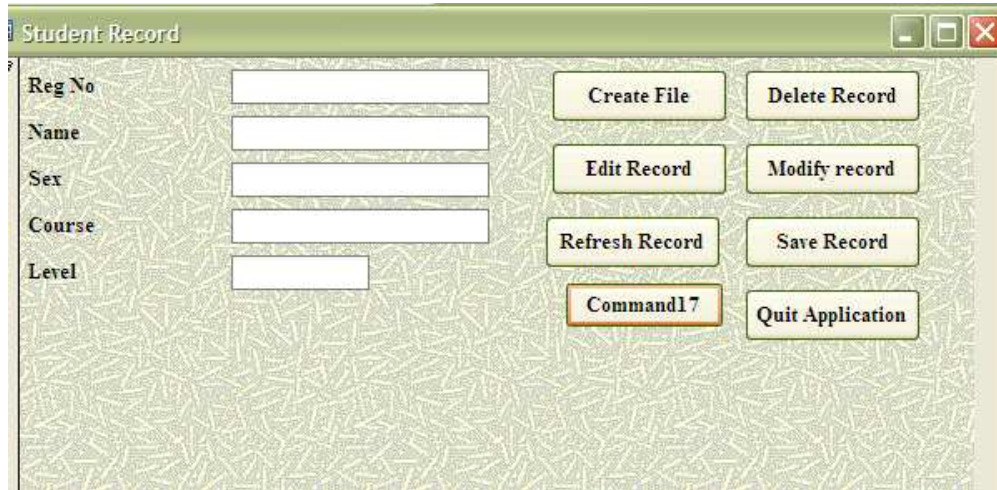 Student Record
Reg No
Name
Sex
Course
Level
Create File
Delete Record
Edit Record
Modify record
Refresh Record
Save Record
Command17
Quit Application